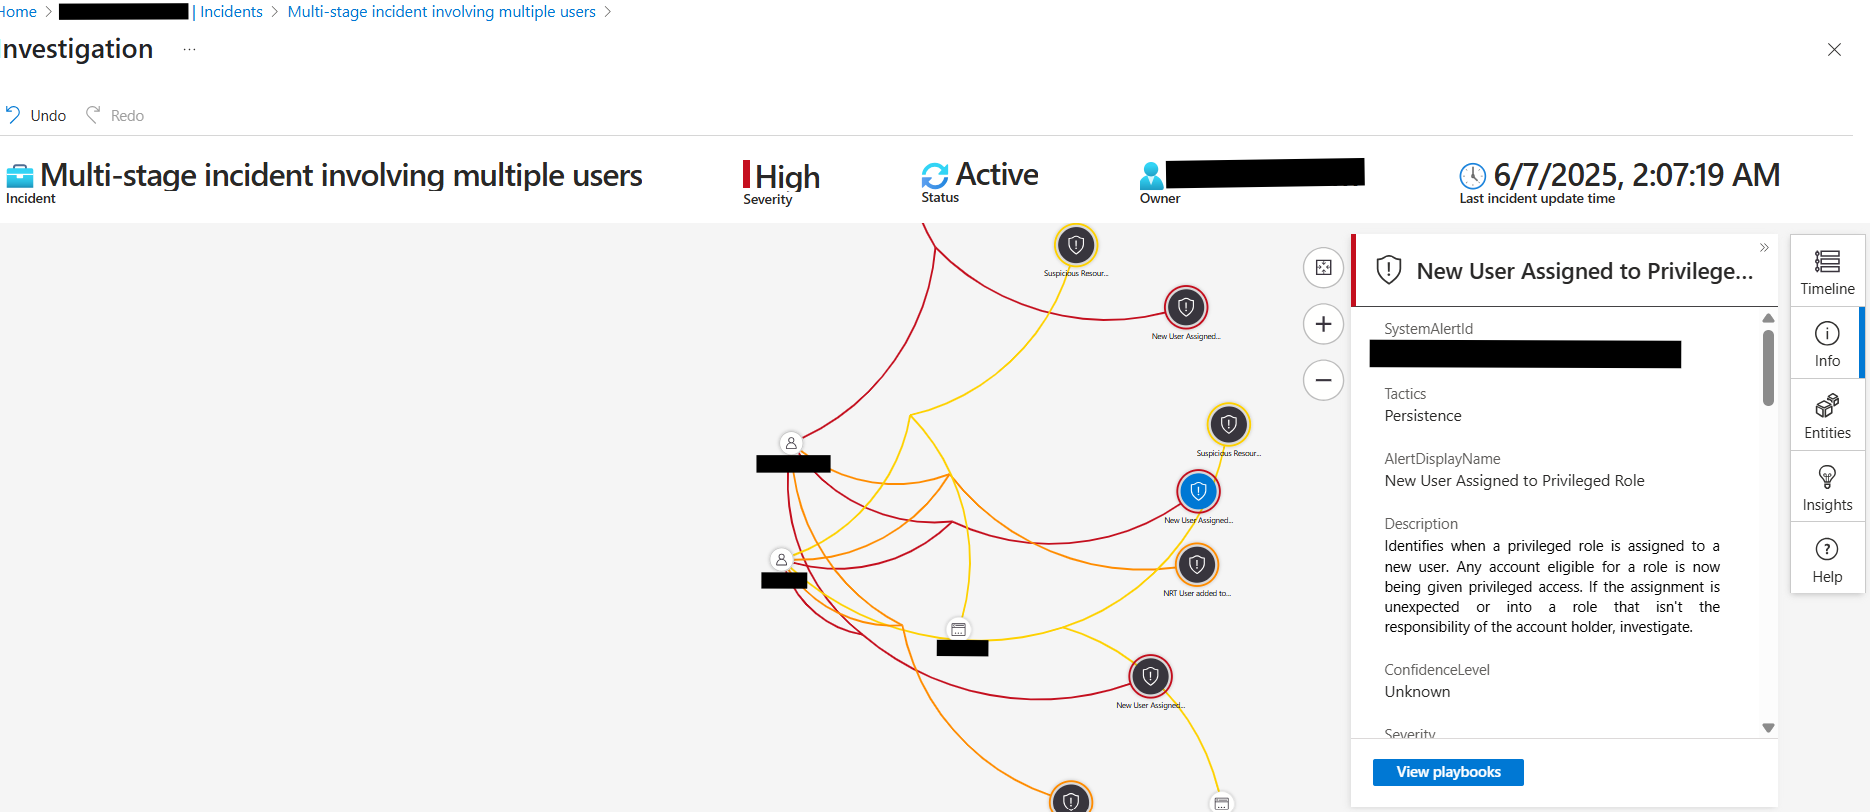 Home > | Incidents > Multi-stage incident involving multiple users >
Investigation ...
Undo Redo
Multi-stage incident involving multiple users
Incident
High
Severity
Active
Status
Owner
6/7/2025, 2:07:19 AM
Last incident update time
Suspicious Resour...
New User Assigned...
Suspicious Resour...
New User Assigned...
NRT User added to...
New User Assigned...
New User Assigned to Privilege...
SystemAlertId
Tactics
Persistence
AlertDisplayName
New User Assigned to Privileged Role
Description
Identifies when a privileged role is assigned to a
new user. Any account eligible for a role is now
being given privileged access. If the assignment is
unexpected or into a role that isn't the
responsibility of the account holder, investigate.
ConfidenceLevel
Unknown
Severity
View playbooks
Timeline
Info
Entities
Insights
Help